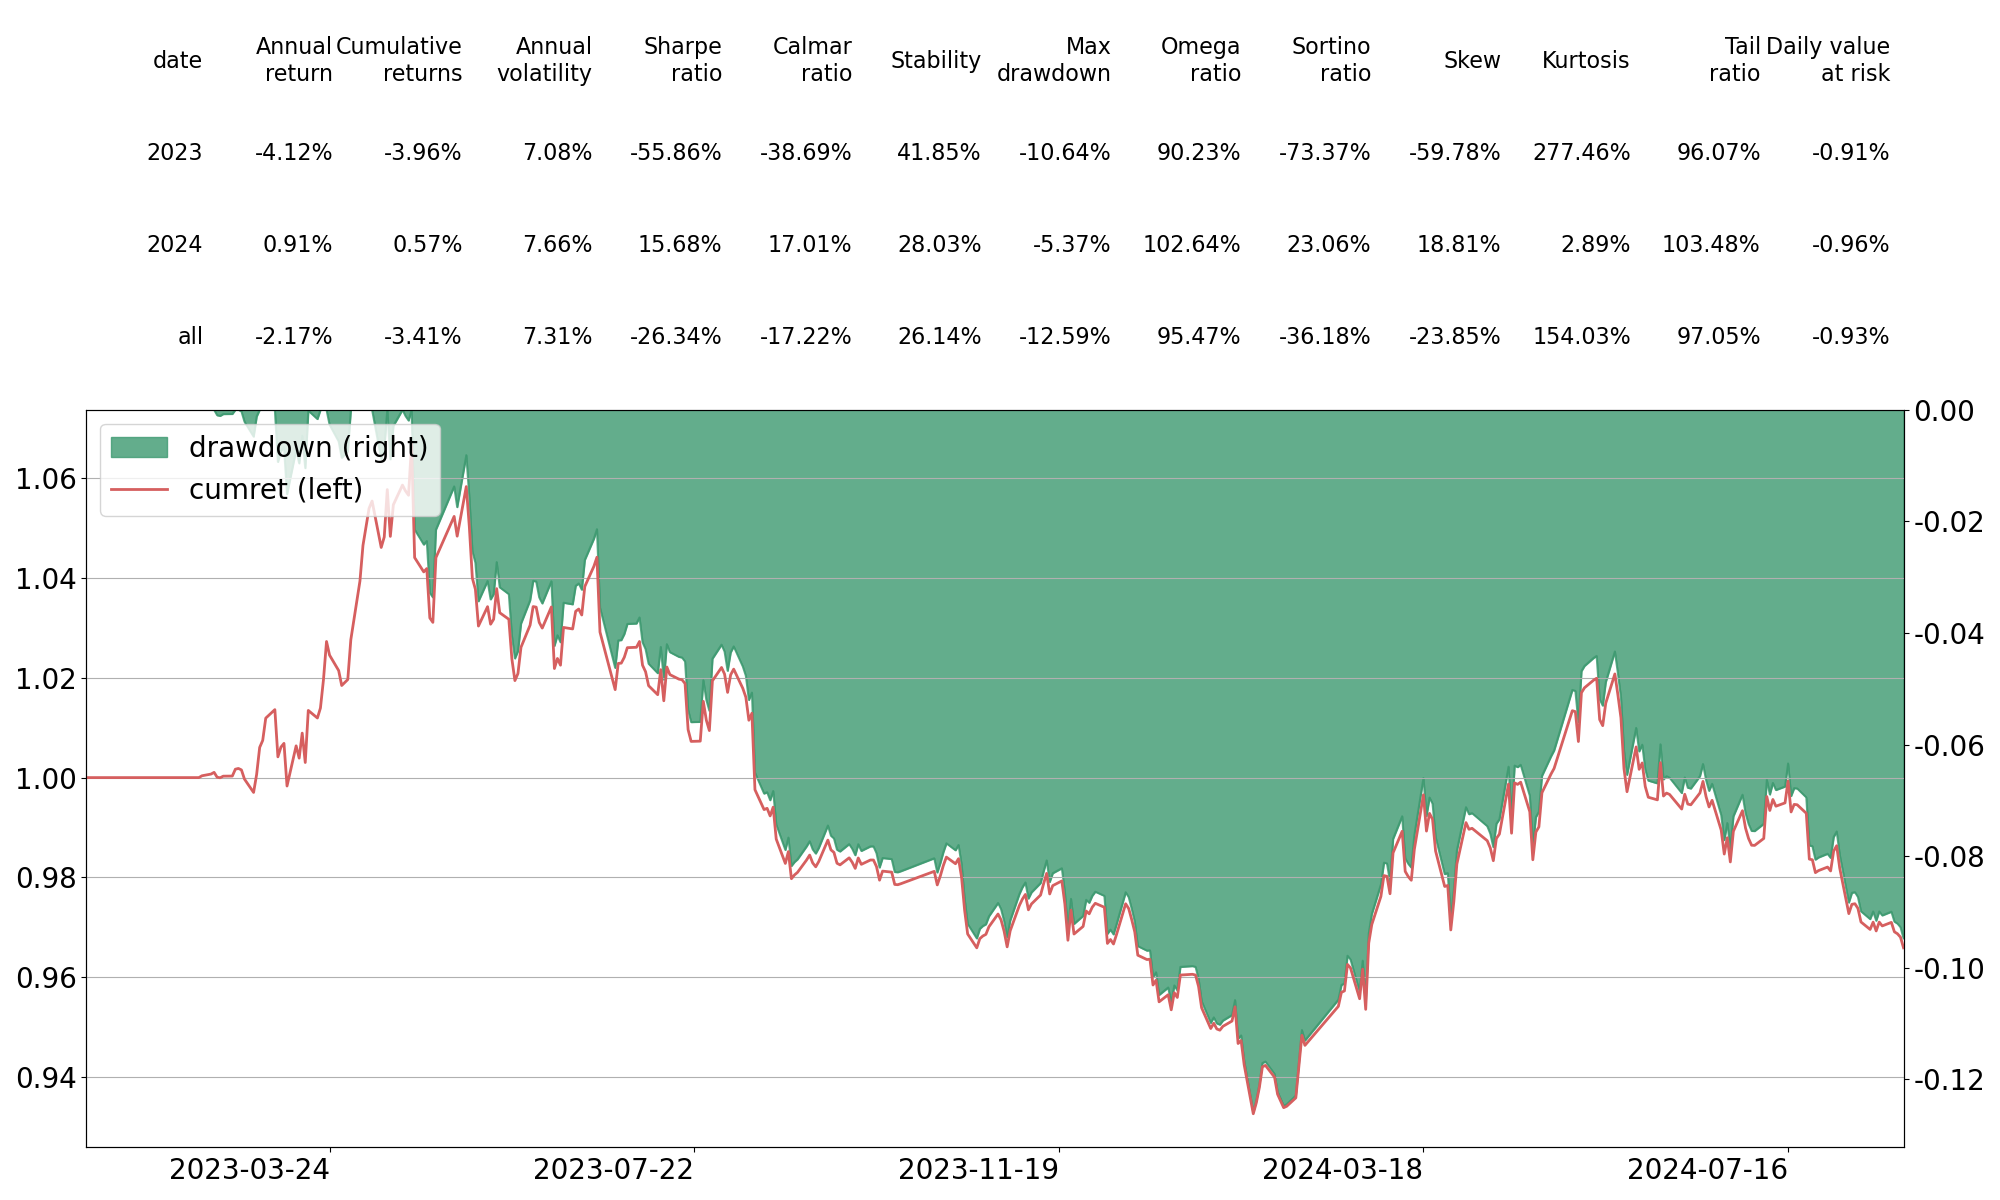 date Annual return Cumulative returns Annual volatility Sharpe ratio Calmar ratio Stability Max drawdown Omega ratio Sortino ratio Skew Kurtosis Tail ratio Daily value at risk
2023 -4.12% -3.96% 7.08% -55.86% -38.69% 41.85% -10.64% 90.23% -73.37% -59.78% 277.46% 96.07% -0.91%
2024 0.91% 0.57% 7.66% 15.68% 17.01% 28.03% -5.37% 102.64% 23.06% 18.81% 2.89% 103.48% -0.96%
all -2.17% -3.41% 7.31% -26.34% -17.22% 26.14% -12.59% 95.47% -36.18% -23.85% 154.03% 97.05% -0.93%
drawdown (right)
cumret (left)
1.06
1.04
1.02
1.00
0.98
0.96
0.94
0.00
-0.02
-0.04
-0.06
-0.08
-0.10
-0.12
2023-03-24 2023-07-22 2023-11-19 2024-03-18 2024-07-16